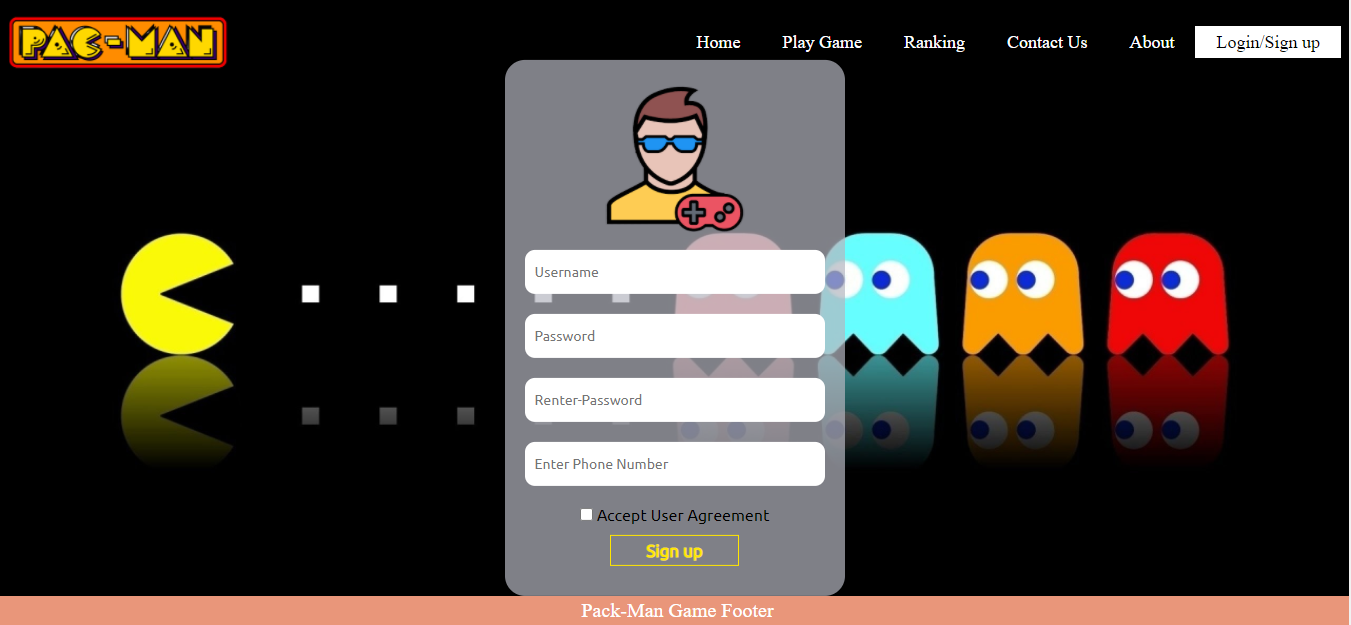 PAC-MAN
Home Play Game Ranking Contact Us About Login/Sign up
Username
Password
Renter-Password
Enter Phone Number
Accept User Agreement
Sign up
Pack-Man Game Footer